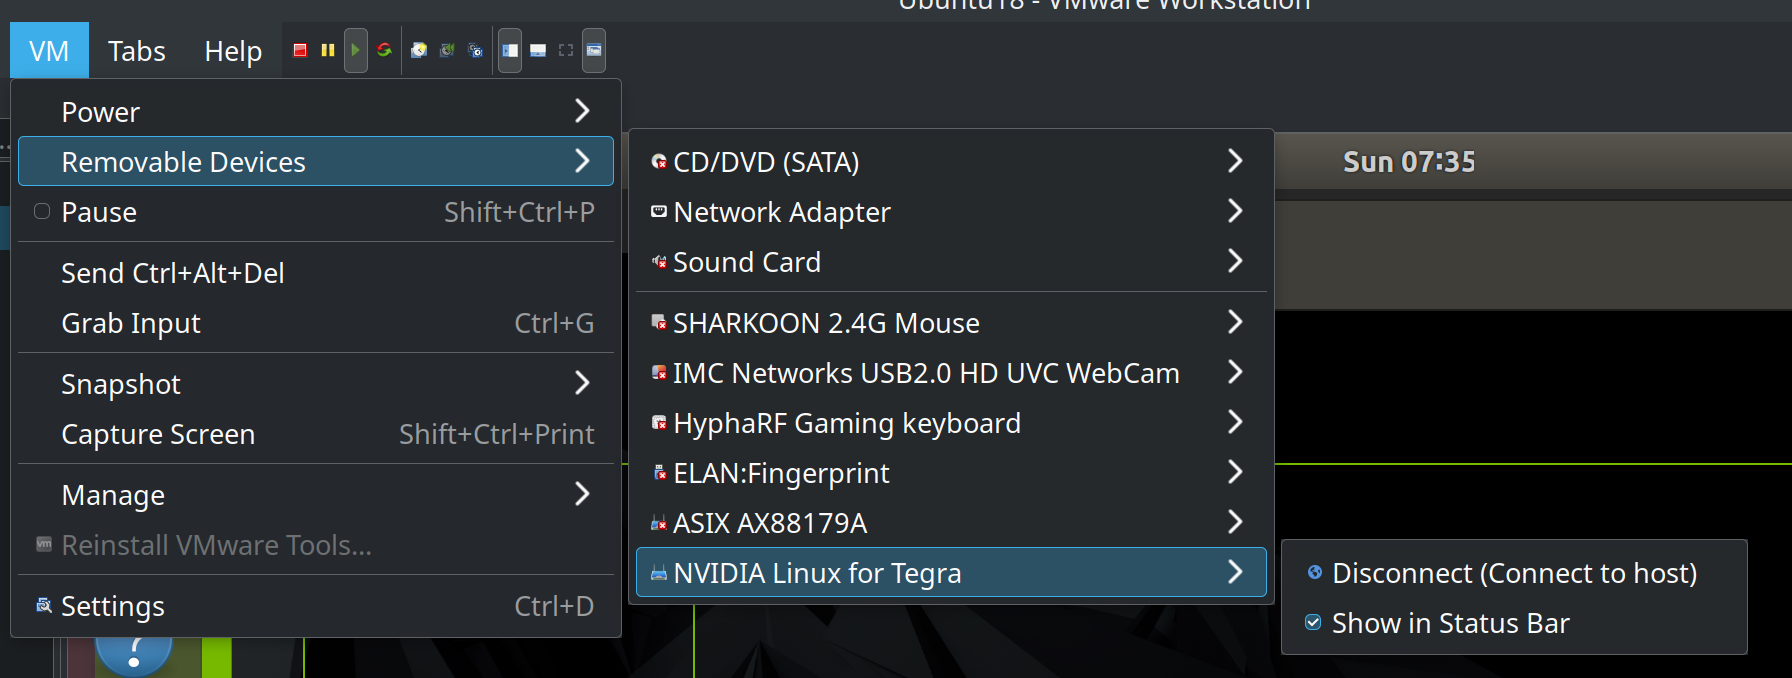 Ubuntu18 - VMware Workstation
VM Tabs Help
Power
Removable Devices
Pause Shift+Ctrl+P
Send Ctrl+Alt+Del
Grab Input Ctrl+G
Snapshot
Capture Screen Shift+Ctrl+Print
Manage
Reinstall VMware Tools...
Settings Ctrl+D
CD/DVD (SATA)
Network Adapter
Sound Card
SHARKOON 2.4G Mouse
IMC Networks USB2.0 HD UVC WebCam
HyphaRF Gaming keyboard
ELAN:Fingerprint
ASIX AX88179A
NVIDIA Linux for Tegra
Disconnect (Connect to host)
Show in Status Bar
Sun 07:35